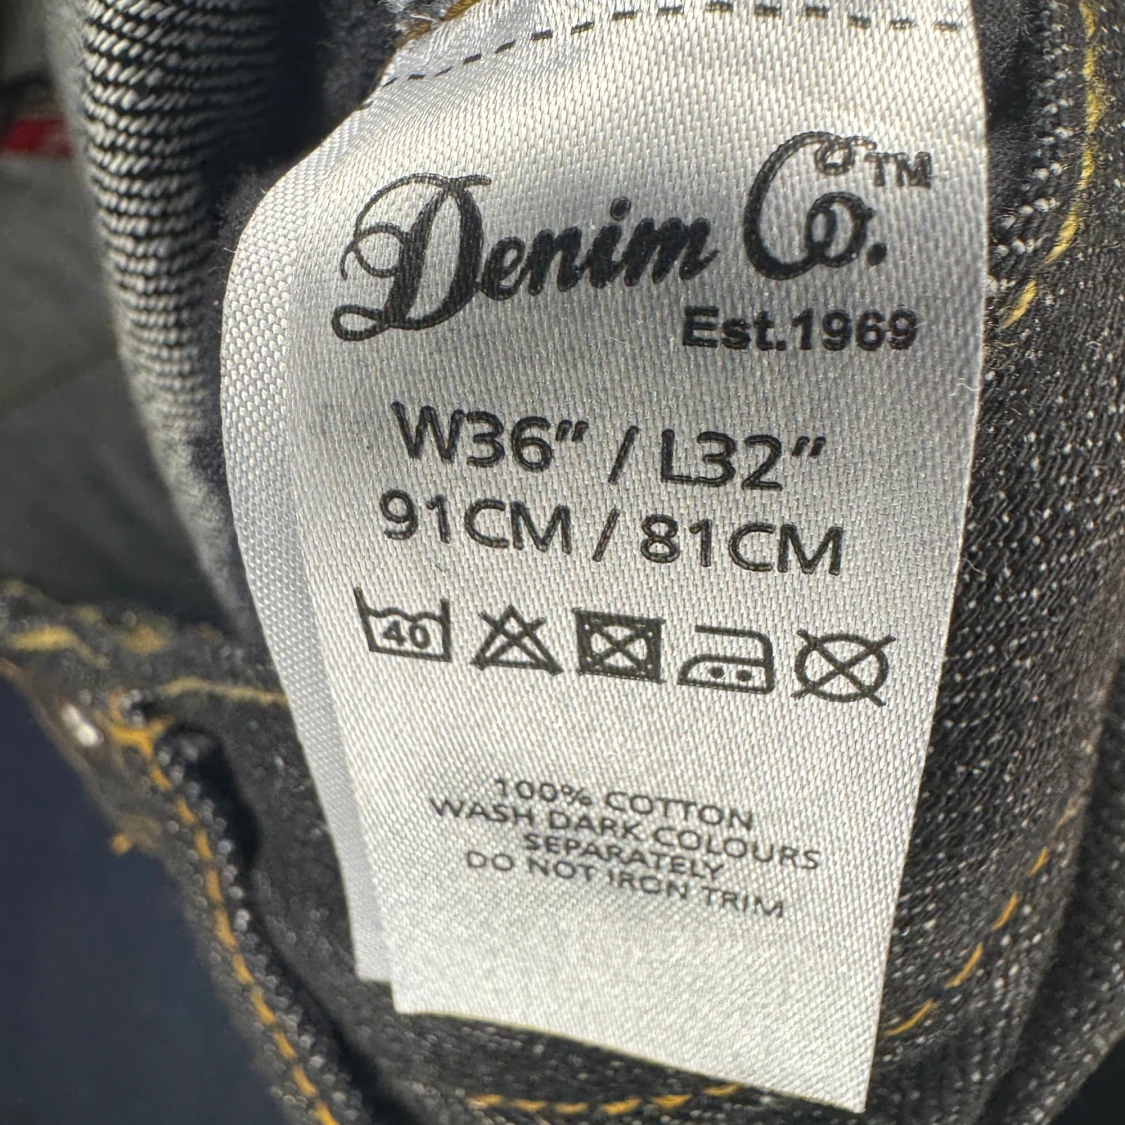 Denim Co.™
Est.1969
W36" / L32"
91CM / 81CM
40
100% COTTON
WASH DARK COLOURS
SEPARATELY
DO NOT IRON TRIM